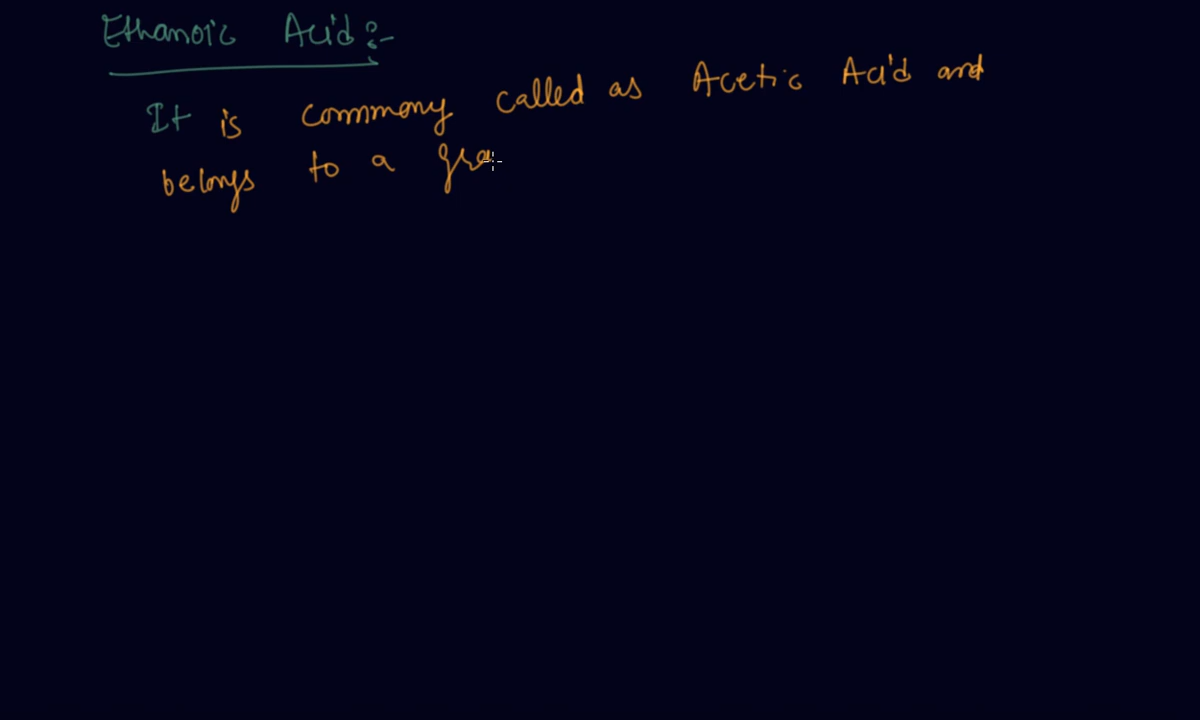 Ethanoic Acid:-
It is commony called as Acetic Acid and
belongs to a